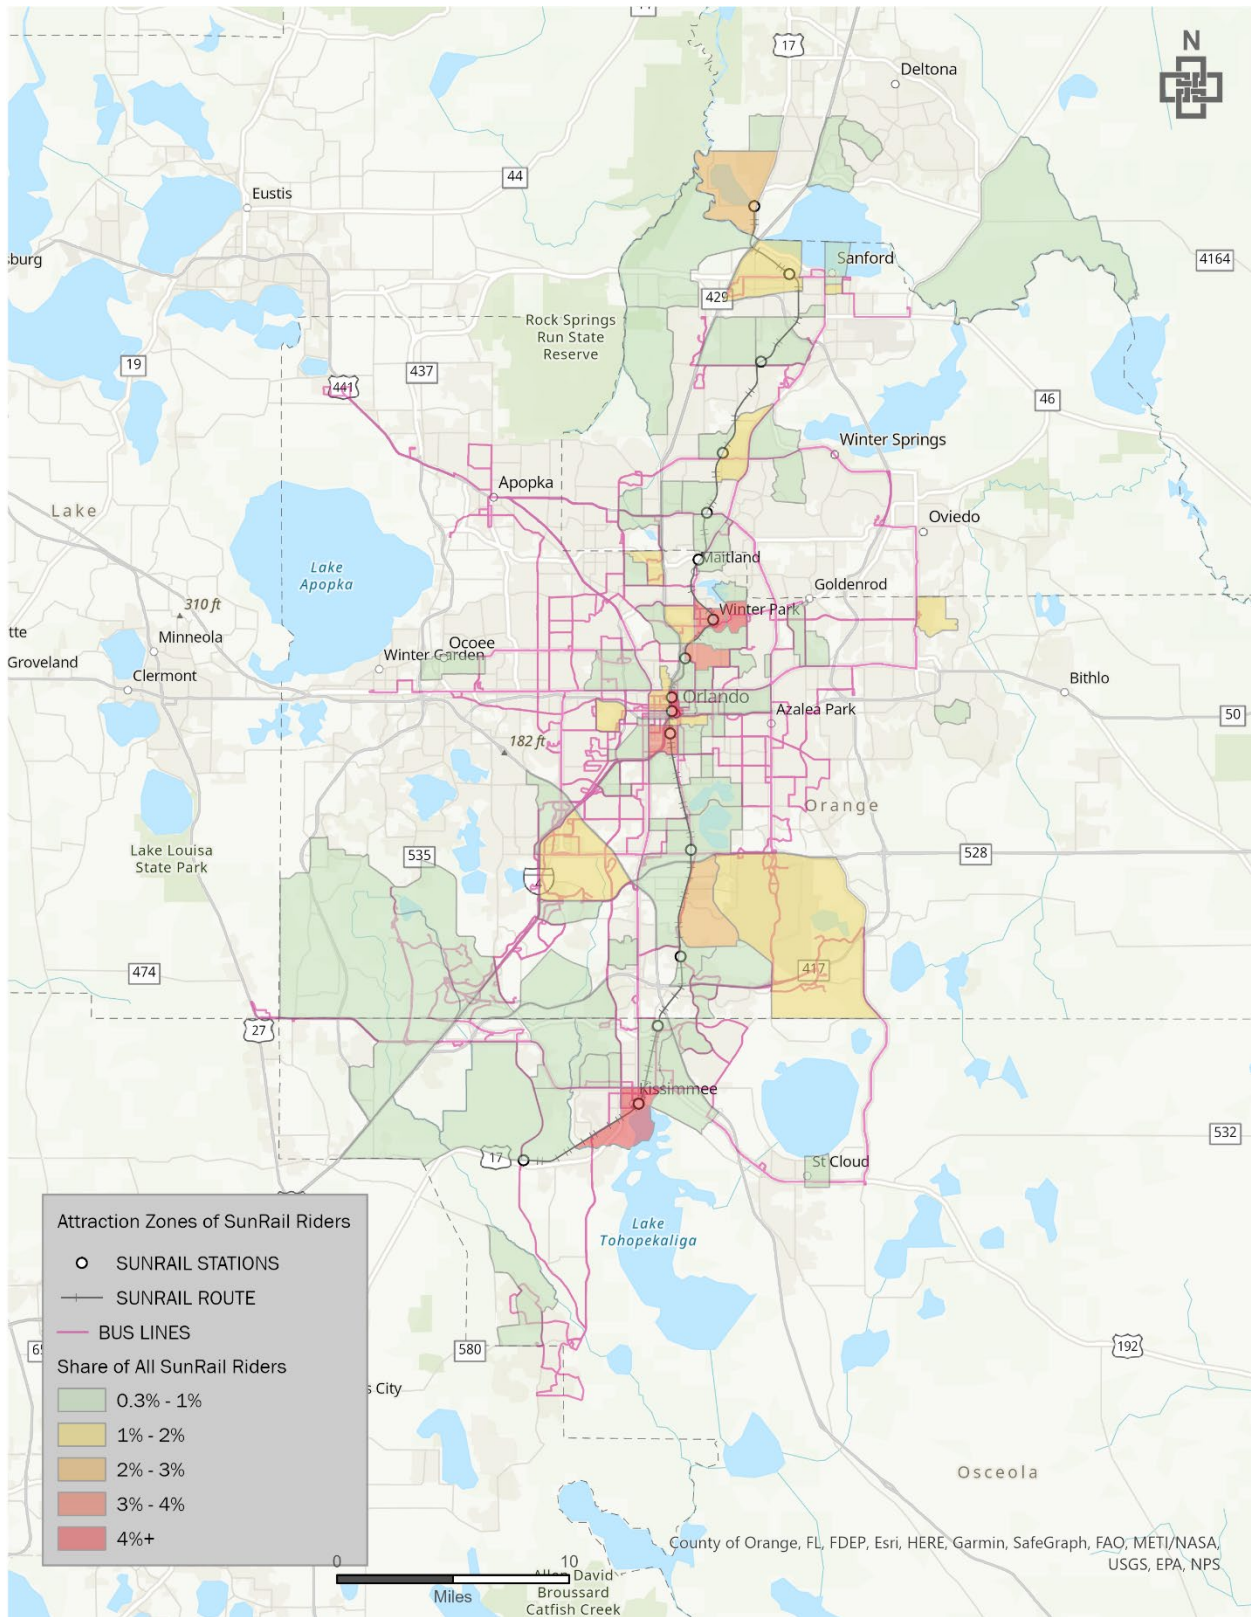 17
Deltona
N
44
Eustis
sburg
Sanford
4164
429
Rock Springs
Run State
Reserve
19
437
441
46
Winter Springs
Apopka
Lake
Oviedo
Maitland
Lake
Apopka
Goldenrod
310 ft
Winter Park
tte
Minneola
Ocoee
Winter Garden
Groveland
Clermont
Bithlo
Orlando
Azalea Park
50
182 ft
Orange
Lake Louisa
State Park
535
528
4
474
417
27
Kissimmee
532
17
St Cloud
Attraction Zones of SunRail Riders
SUNRAIL STATIONS
SUNRAIL ROUTE
BUS LINES
Share of All SunRail Riders
0.3% - 1%
1% - 2%
2% - 3%
3% - 4%
4%+
Lake
Tohopekaliga
580
192
s City
Osceola
County of Orange, FL, FDEP, Esri, HERE, Garmin, SafeGraph, FAO, METI/NASA,
USGS, EPA, NPS
0 10
Miles
David
Broussard
Catfish Creek